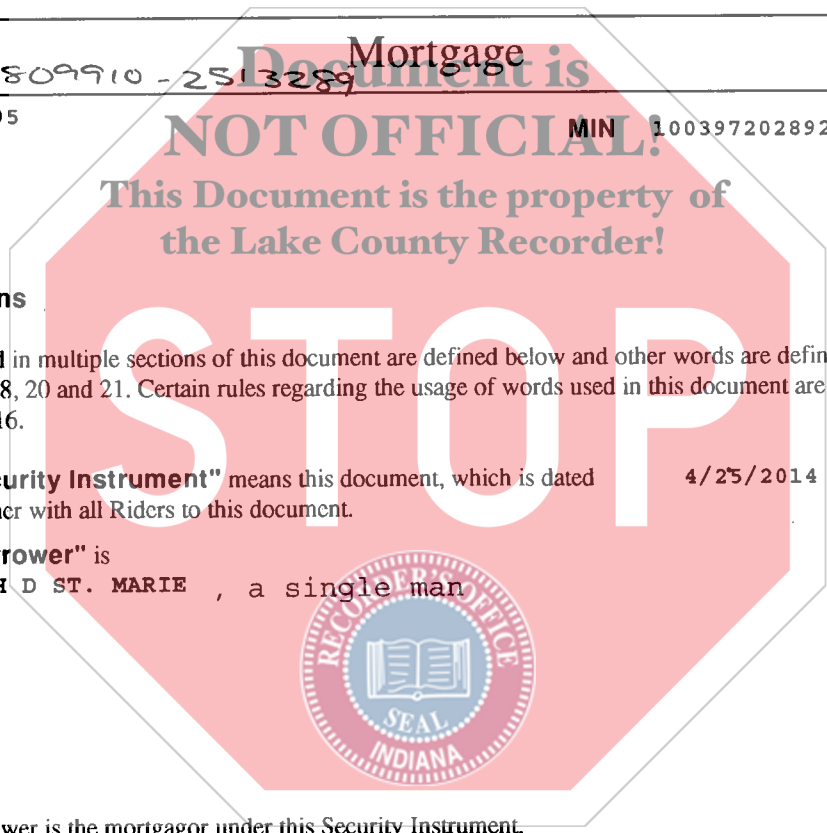 Mortgage
Document is
809910 - 2513289
95
MIN 100397202892
NOT OFFICIAL!
This Document is the property of
the Lake County Recorder!
ns
d in multiple sections of this document are defined below and other words are defin
8, 20 and 21. Certain rules regarding the usage of words used in this document are
16.
STOP
curity Instrument" means this document, which is dated 4/25/2014
her with all Riders to this document.
rower" is
H D ST. MARIE , a single man
RECORDER'S OFFICE
SEAL
INDIANA
wer is the mortgagor under this Security Instrument.